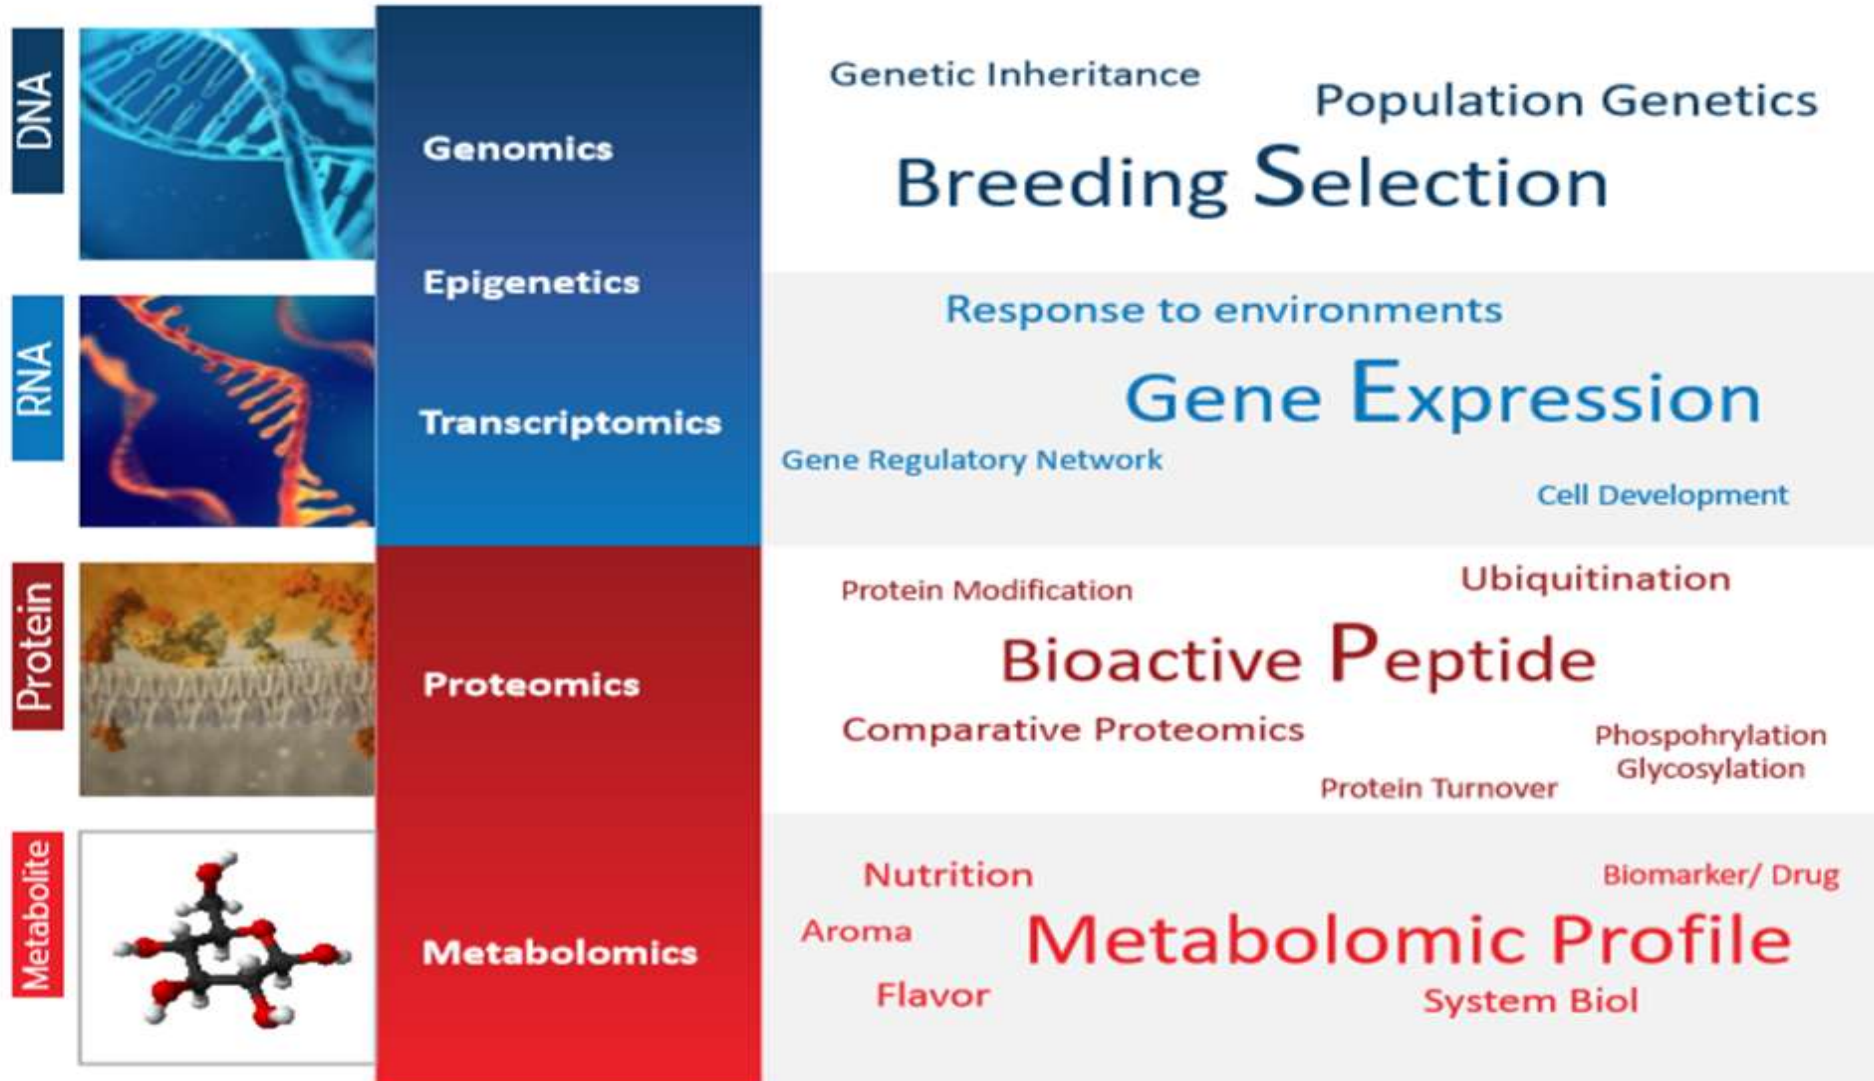 DNA
Genomics
Genetic Inheritance
Population Genetics
Breeding Selection
RNA
Epigenetics
Transcriptomics
Response to environments
Gene Expression
Gene Regulatory Network
Cell Development
Protein
Proteomics
Protein Modification
Ubiquitination
Bioactive Peptide
Comparative Proteomics
Phospohrylation
Glycosylation
Protein Turnover
Metabolite
Metabolomics
Nutrition
Biomarker/ Drug
Aroma
Metabolomic Profile
Flavor
System Biol